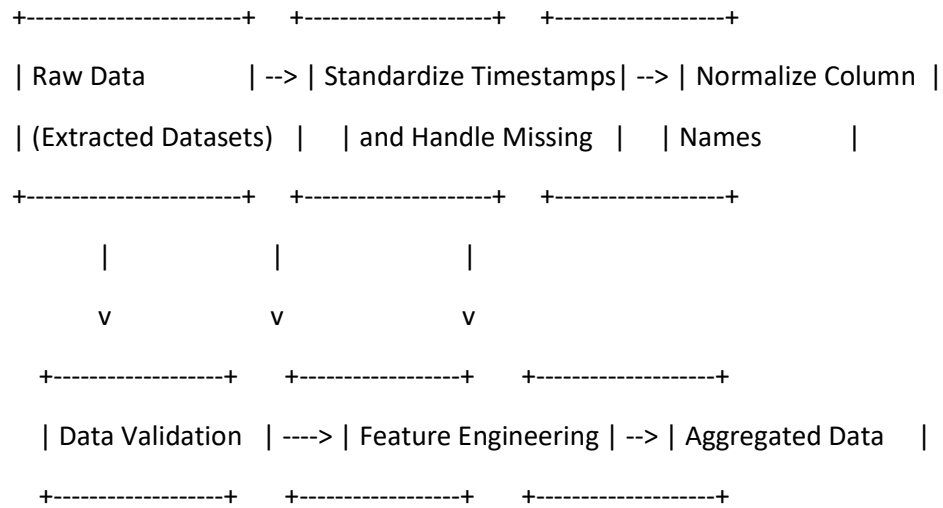 +------------------------+ +---------------------+ +-------------------+
| Raw Data | --> | Standardize Timestamps| --> | Normalize Column |
| (Extracted Datasets) | | and Handle Missing | | Names |
+------------------------+ +---------------------+ +-------------------+
| | |
v v v
+-------------------+ +------------------+ +--------------------+
| Data Validation | ----> | Feature Engineering | --> | Aggregated Data |
+-------------------+ +------------------+ +--------------------+